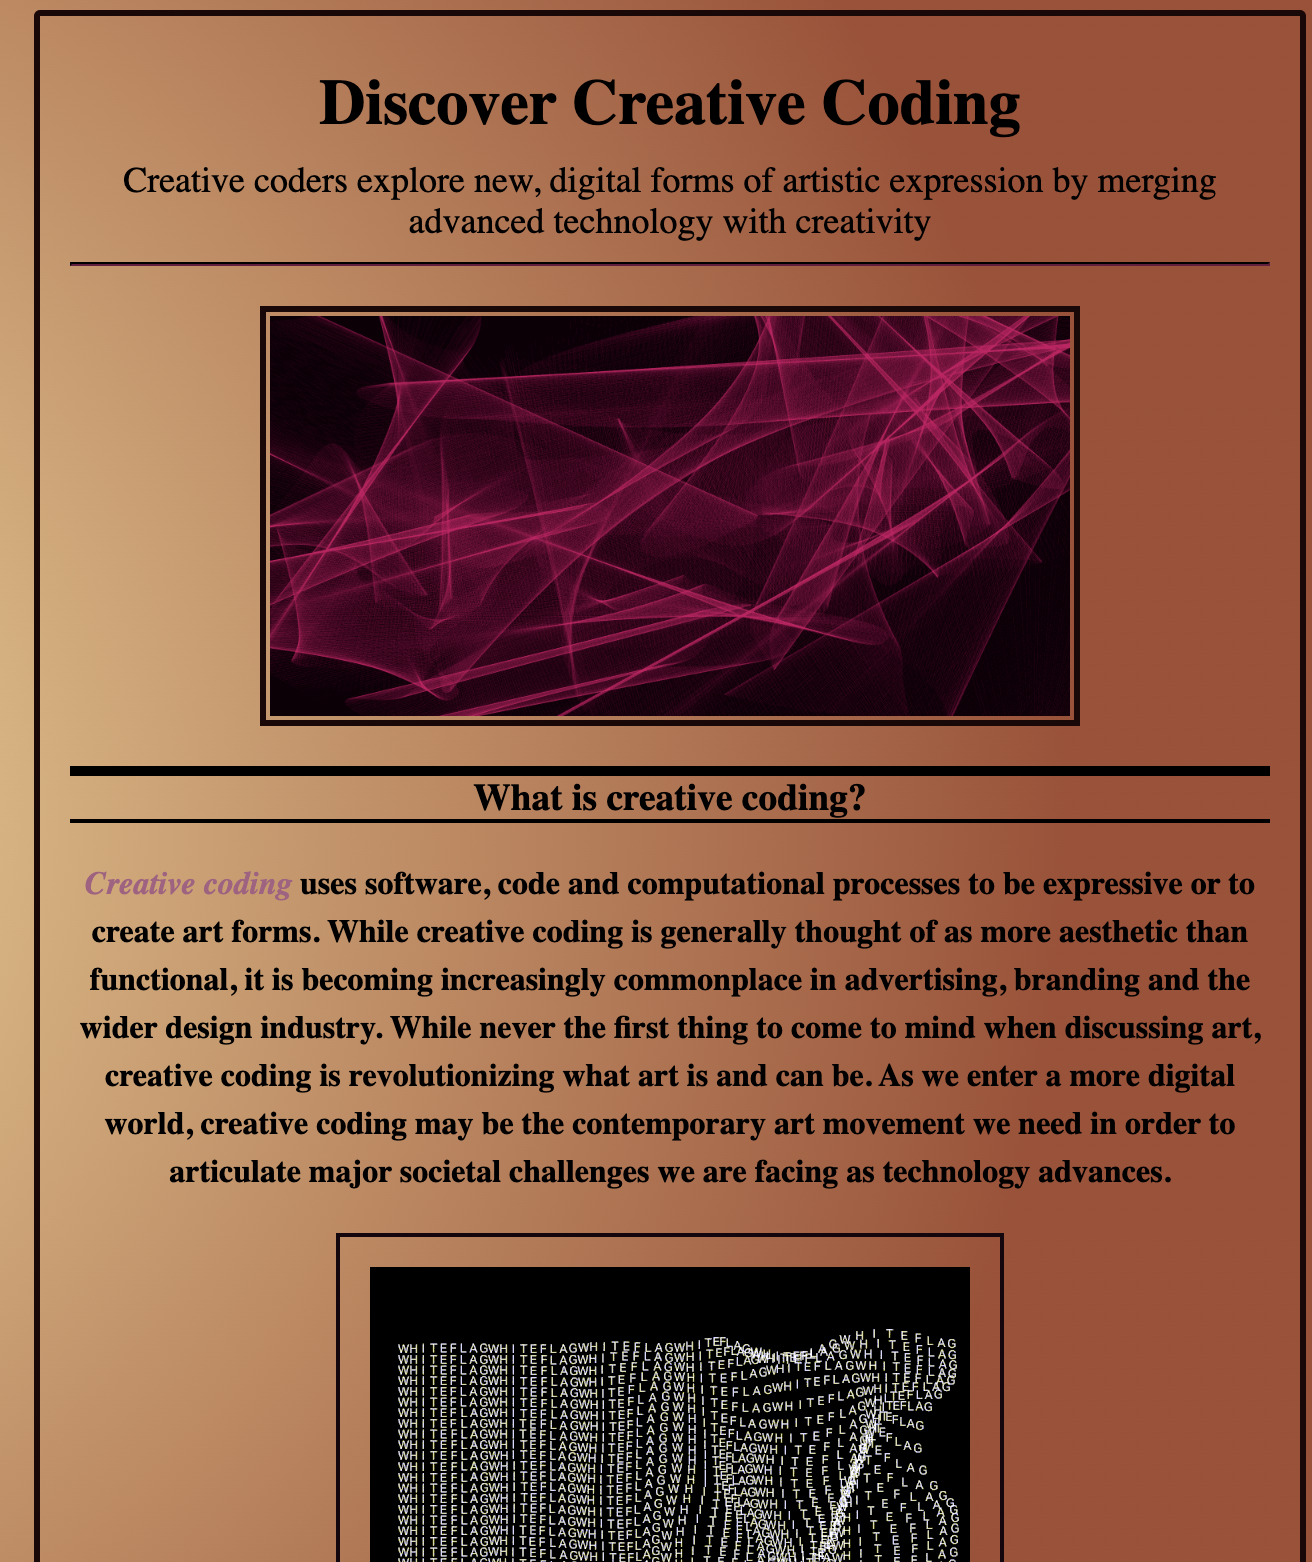 Discover Creative Coding
Creative coders explore new, digital forms of artistic expression by merging
advanced technology with creativity
What is creative coding?
Creative coding uses software, code and computational processes to be expressive or to
create art forms. While creative coding is generally thought of as more aesthetic than
functional, it is becoming increasingly commonplace in advertising, branding and the
wider design industry. While never the first thing to come to mind when discussing art,
creative coding is revolutionizing what art is and can be. As we enter a more digital
world, creative coding may be the contemporary art movement we need in order to
articulate major societal challenges we are facing as technology advances.
WHITEFLAGWHITEFLAGWHITEFLAGWHITEFLAG